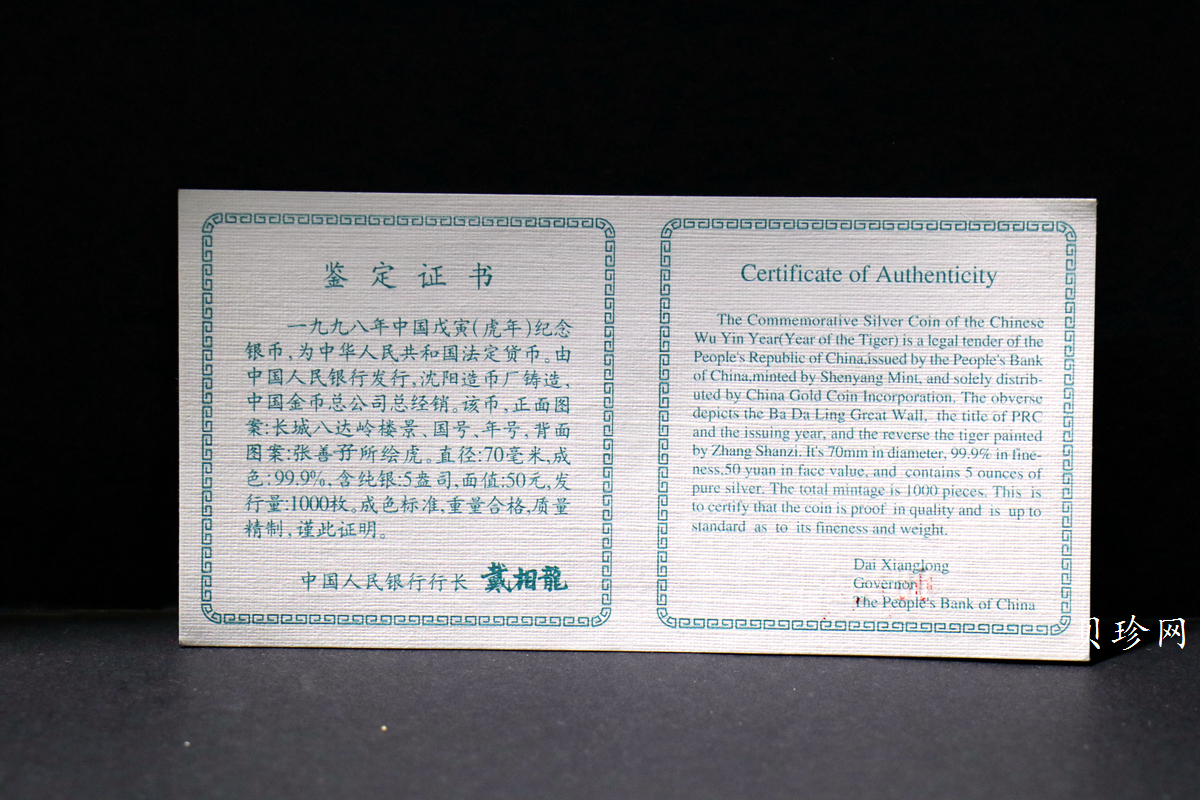 鉴定证书
一九九八年中国戊寅(虎年)纪念
银币,为中华人民共和国法定货币。由
中国人民银行发行,沈阳造币厂铸造,
中国金币总公司总经销。该币,正面图
案:长城八达岭楼景、国号、年号,背面
图案:张善孖所绘虎。直径:70毫米,成
色:99.9%,含纯银:5盎司,面值:50元,发
行量:1000枚。成色标准,重量合格,质量
精制,谨此证明。
中国人民银行行长 戴相龍
Certificate of Authenticity
The Commemorative Silver Coin of the Chinese
Wu Yin Year(Year of the Tiger) is a legal tender of the
People's Republic of China,issued by the People's Bank
of China,minted by Shenyang Mint, and solely distrib-
uted by China Gold Coin Incorporation. The obverse
depicts the Ba Da Ling Great Wall, the title of PRC
and the issuing year, and the reverse the tiger painted
by Zhang Shanzi. It's 70mm in diameter, 99.9% in fine-
ness,50 yuan in face value, and contains 5 ounces of
pure silver. The total mintage is 1000 pieces. This is
to certify that the coin is proof in quality and is up to
standard as to its fineness and weight.
Dai Xianglong
Governor
The People's Bank of China
珍网